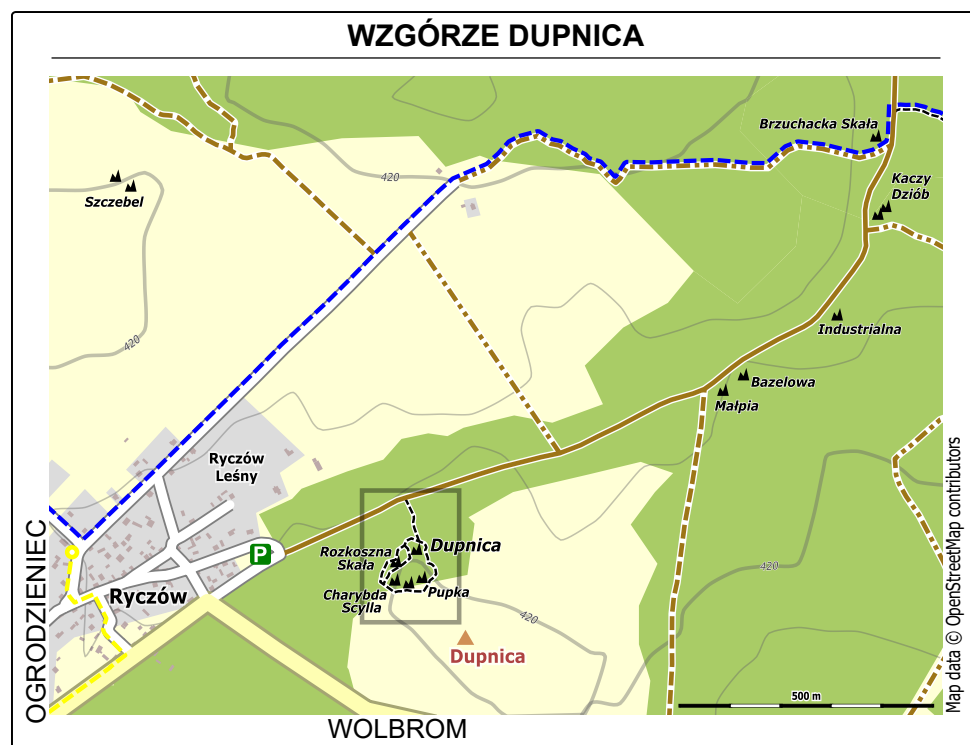 WZGÓRZE DUPNICA
Brzuchacka Skała
Kaczy
Dziób
420
Szczebel
420
Industrialna
Bazelowa
Małpia
Ryczów
Leśny
P
Rozkoszna
Skała
Dupnica
Charybda
Scylla
Pupka
Ryczów
420
420
Dupnica
500 m
OGRODZIENIEC
WOLBROM
Map data © OpenStreetMap contributors